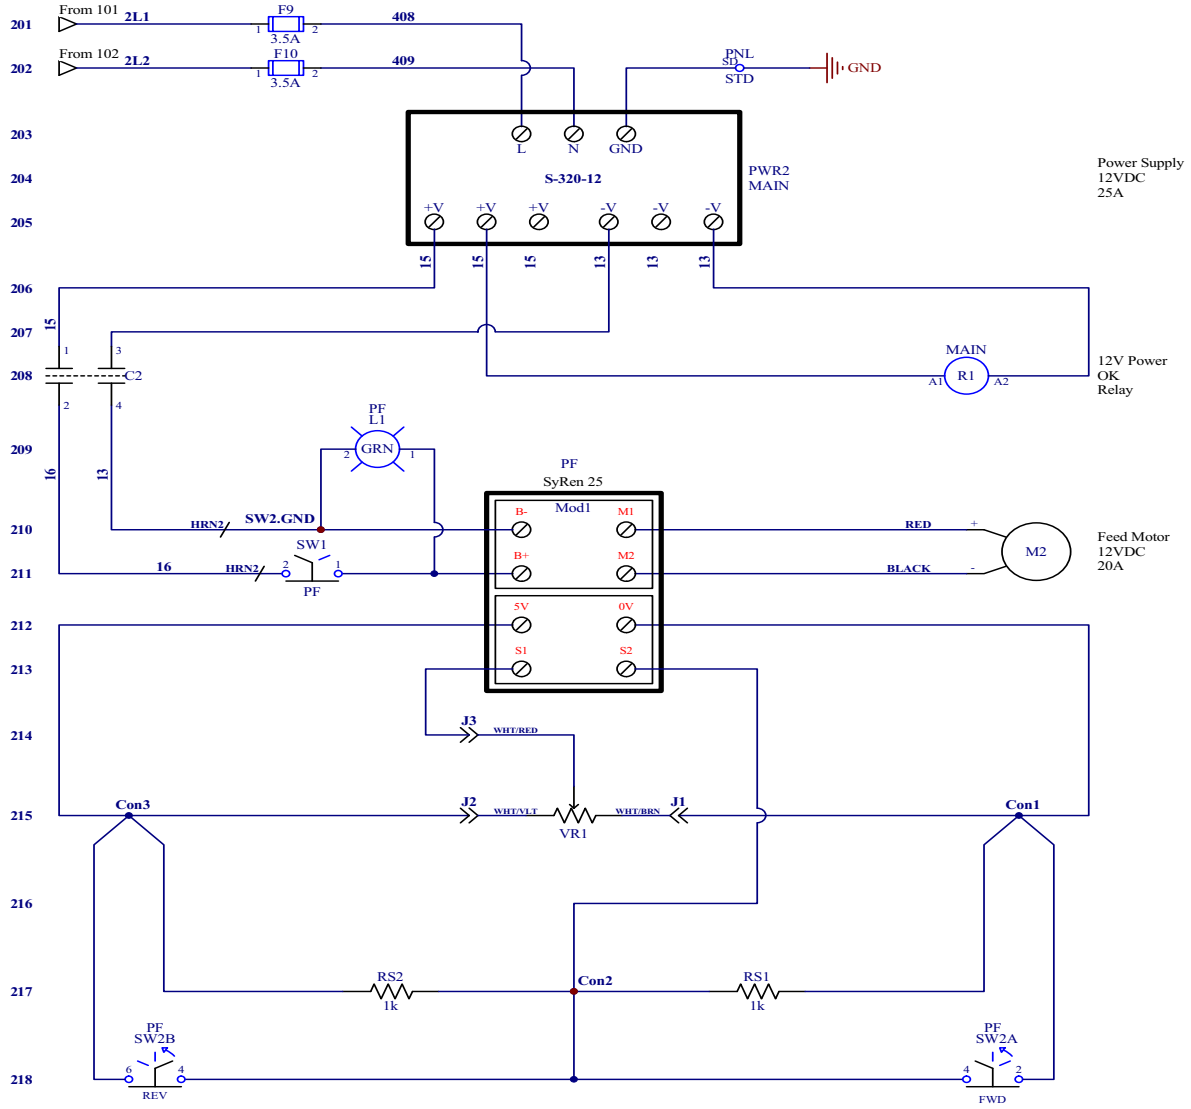 From 101
F9
201
2L1
408
1
2
3.5A
From 102
F10
PNL
202
2L2
409
SD
GND
1
2
3.5A
STD
203
L
N
GND
Power Supply
12VDC
25A
204
S-320-12
PWR2
MAIN
205
+V
+V
+V
-V
-V
-V
15
15
15
13
13
13
206
15
207
1
3
MAIN
208
C2
A1
R1
A2
12V Power
OK
Relay
2
4
PF
L1
209
2
GRN
1
16
13
PF
SyRen 25
Mod1
SW2.GND
B-
M1
210
HRN2
RED
+
Feed Motor
12VDC
20A
SW1
M2
B+
M2
211
16
HRN2
2
1
BLACK
-
PF
5V
0V
212
S1
S2
213
J3
214
WHT/RED
Con3
J2
J1
Con1
215
WHT/VLT
WHT/BRN
VR1
216
RS2
Con2
RS1
217
1k
1k
PF
SW2B
PF
SW2A
6
4
4
2
218
REV
FWD